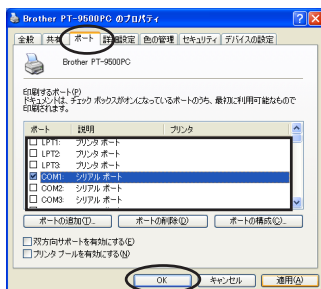 Brother PT-9500PC のプロパティ
全般 共有 ポート 詳細設定 色の管理 セキュリティ デバイスの設定
Brother PT-9500PC
印刷するポート(P)
ドキュメントは、チェック ボックスがオンになっているポートのうち、最初に利用可能なもので
印刷されます。
ポート 説明 プリンタ
LPT1: プリンタ ポート
LPT2: プリンタ ポート
LPT3: プリンタ ポート
COM1: シリアル ポート
COM2: シリアル ポート
COM3: シリアル ポート
ポートの追加(T)... ポートの削除(D) ポートの構成(C)...
双方向サポートを有効にする(E)
プリンタ プールを有効にする(N)
OK キャンセル 適用(A)